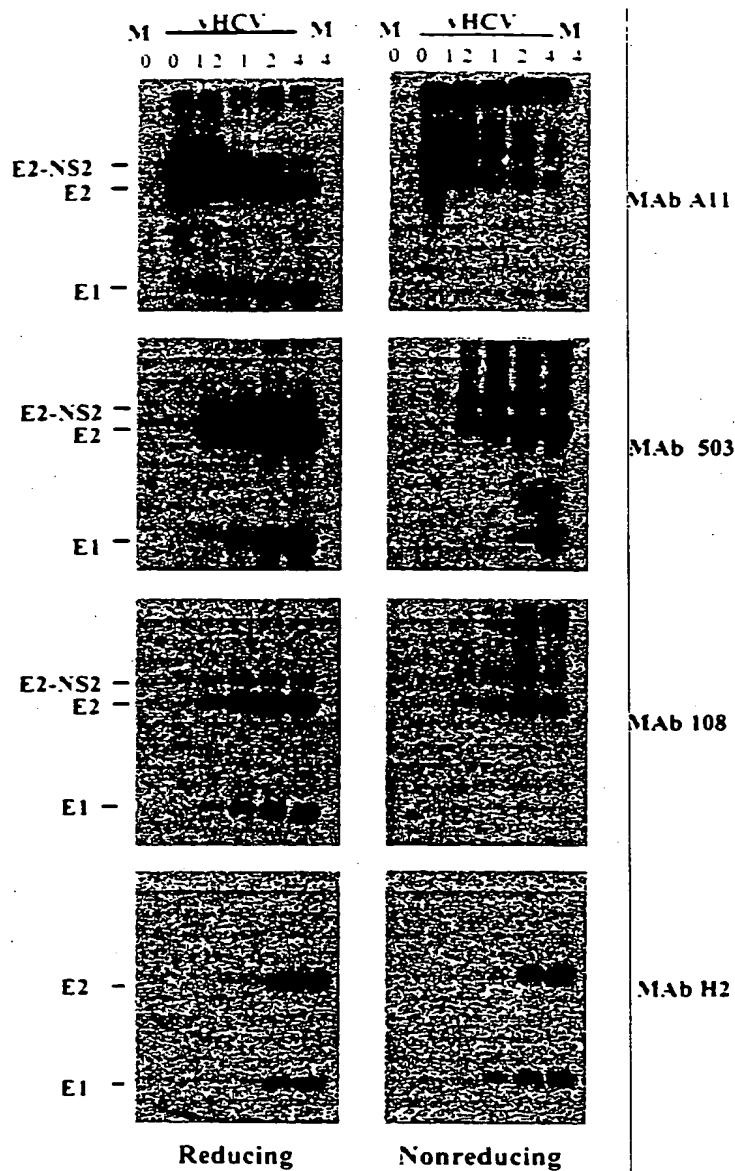 M vHCV M vHCV M
0 0 1 2 1 2 4 4 0 0 1 2 1 2 4 4
E2-NS2
E2
E1
MAb A11
E2-NS2
E2
E1
MAb 503
E2-NS2
E2
E1
MAb 108
E2
E1
MAb H2
Reducing Nonreducing